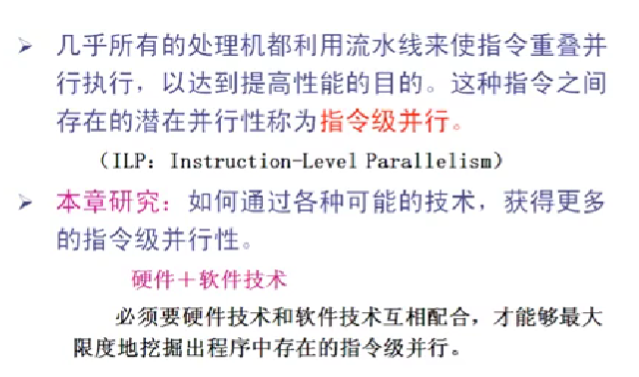 ➢ 几乎所有的处理机都利用流水线来使指令重叠并
行执行，以达到提高性能的目的。这种指令之间
存在的潜在并行性称为指令级并行。
（ILP：Instruction-Level Parallelism）
➢ 本章研究：如何通过各种可能的技术，获得更多
的指令级并行性。
硬件＋软件技术
必须要硬件技术和软件技术互相配合，才能够最大
限度地挖掘出程序中存在的指令级并行。